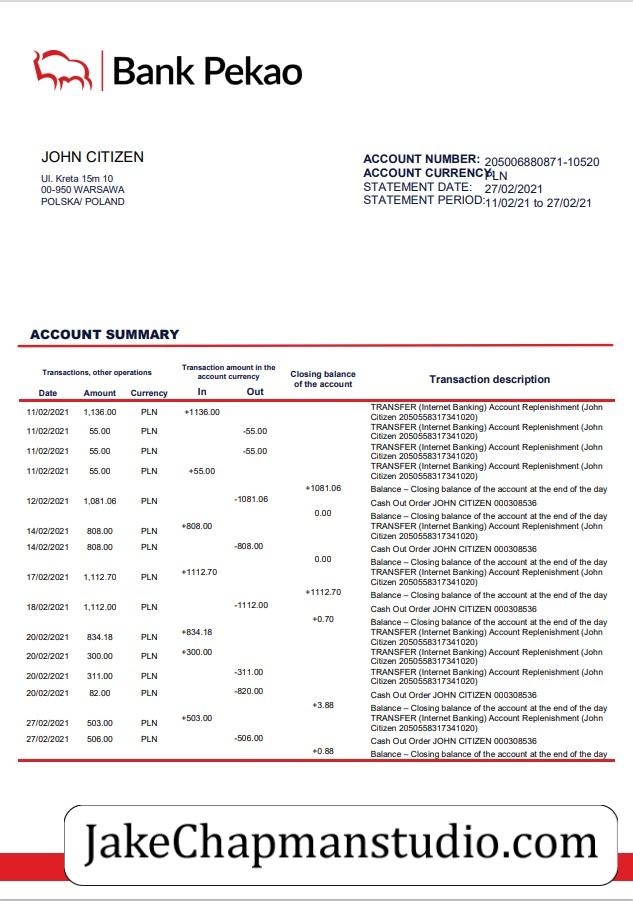 Bank Pekao
JOHN CITIZEN
Ul. Kreta 15m 10
00-950 WARSAWA
POLSKA/ POLAND
ACCOUNT NUMBER: 205006880871-10520
ACCOUNT CURRENCY: PLN
STATEMENT DATE: 27/02/2021
STATEMENT PERIOD: 11/02/21 to 27/02/21
ACCOUNT SUMMARY
Transactions, other operations
Transaction amount in the
account currency
Closing balance
of the account
Transaction description
Date Amount Currency In Out
11/02/2021 1,136.00 PLN +1136.00 TRANSFER (Internet Banking) Account Replenishment (John
Citizen 2050558317341020)
11/02/2021 55.00 PLN -55.00 TRANSFER (Internet Banking) Account Replenishment (John
Citizen 2050558317341020)
11/02/2021 55.00 PLN -55.00 TRANSFER (Internet Banking) Account Replenishment (John
Citizen 2050558317341020)
11/02/2021 55.00 PLN +55.00 TRANSFER (Internet Banking) Account Replenishment (John
Citizen 2050558317341020)
+1081.06 Balance – Closing balance of the account at the end of the day
12/02/2021 1,081.06 PLN -1081.06 Cash Out Order JOHN CITIZEN 000308536
0.00 Balance – Closing balance of the account at the end of the day
14/02/2021 808.00 PLN +808.00 TRANSFER (Internet Banking) Account Replenishment (John
Citizen 2050558317341020)
14/02/2021 808.00 PLN -808.00 Cash Out Order JOHN CITIZEN 000308536
0.00 Balance – Closing balance of the account at the end of the day
17/02/2021 1,112.70 PLN +1112.70 TRANSFER (Internet Banking) Account Replenishment (John
Citizen 2050558317341020)
+1112.70 Balance – Closing balance of the account at the end of the day
18/02/2021 1,112.00 PLN -1112.00 Cash Out Order JOHN CITIZEN 000308536
+0.70 Balance – Closing balance of the account at the end of the day
20/02/2021 834.18 PLN +834.18 TRANSFER (Internet Banking) Account Replenishment (John
Citizen 2050558317341020)
20/02/2021 300.00 PLN +300.00 TRANSFER (Internet Banking) Account Replenishment (John
Citizen 2050558317341020)
20/02/2021 311.00 PLN -311.00 TRANSFER (Internet Banking) Account Replenishment (John
Citizen 2050558317341020)
20/02/2021 82.00 PLN -820.00 Cash Out Order JOHN CITIZEN 000308536
+3.88 Balance – Closing balance of the account at the end of the day
27/02/2021 503.00 PLN +503.00 TRANSFER (Internet Banking) Account Replenishment (John
Citizen 2050558317341020)
27/02/2021 506.00 PLN -506.00 Cash Out Order JOHN CITIZEN 000308536
+0.88 Balance – Closing balance of the account at the end of the day
JakeChapmanstudio.com